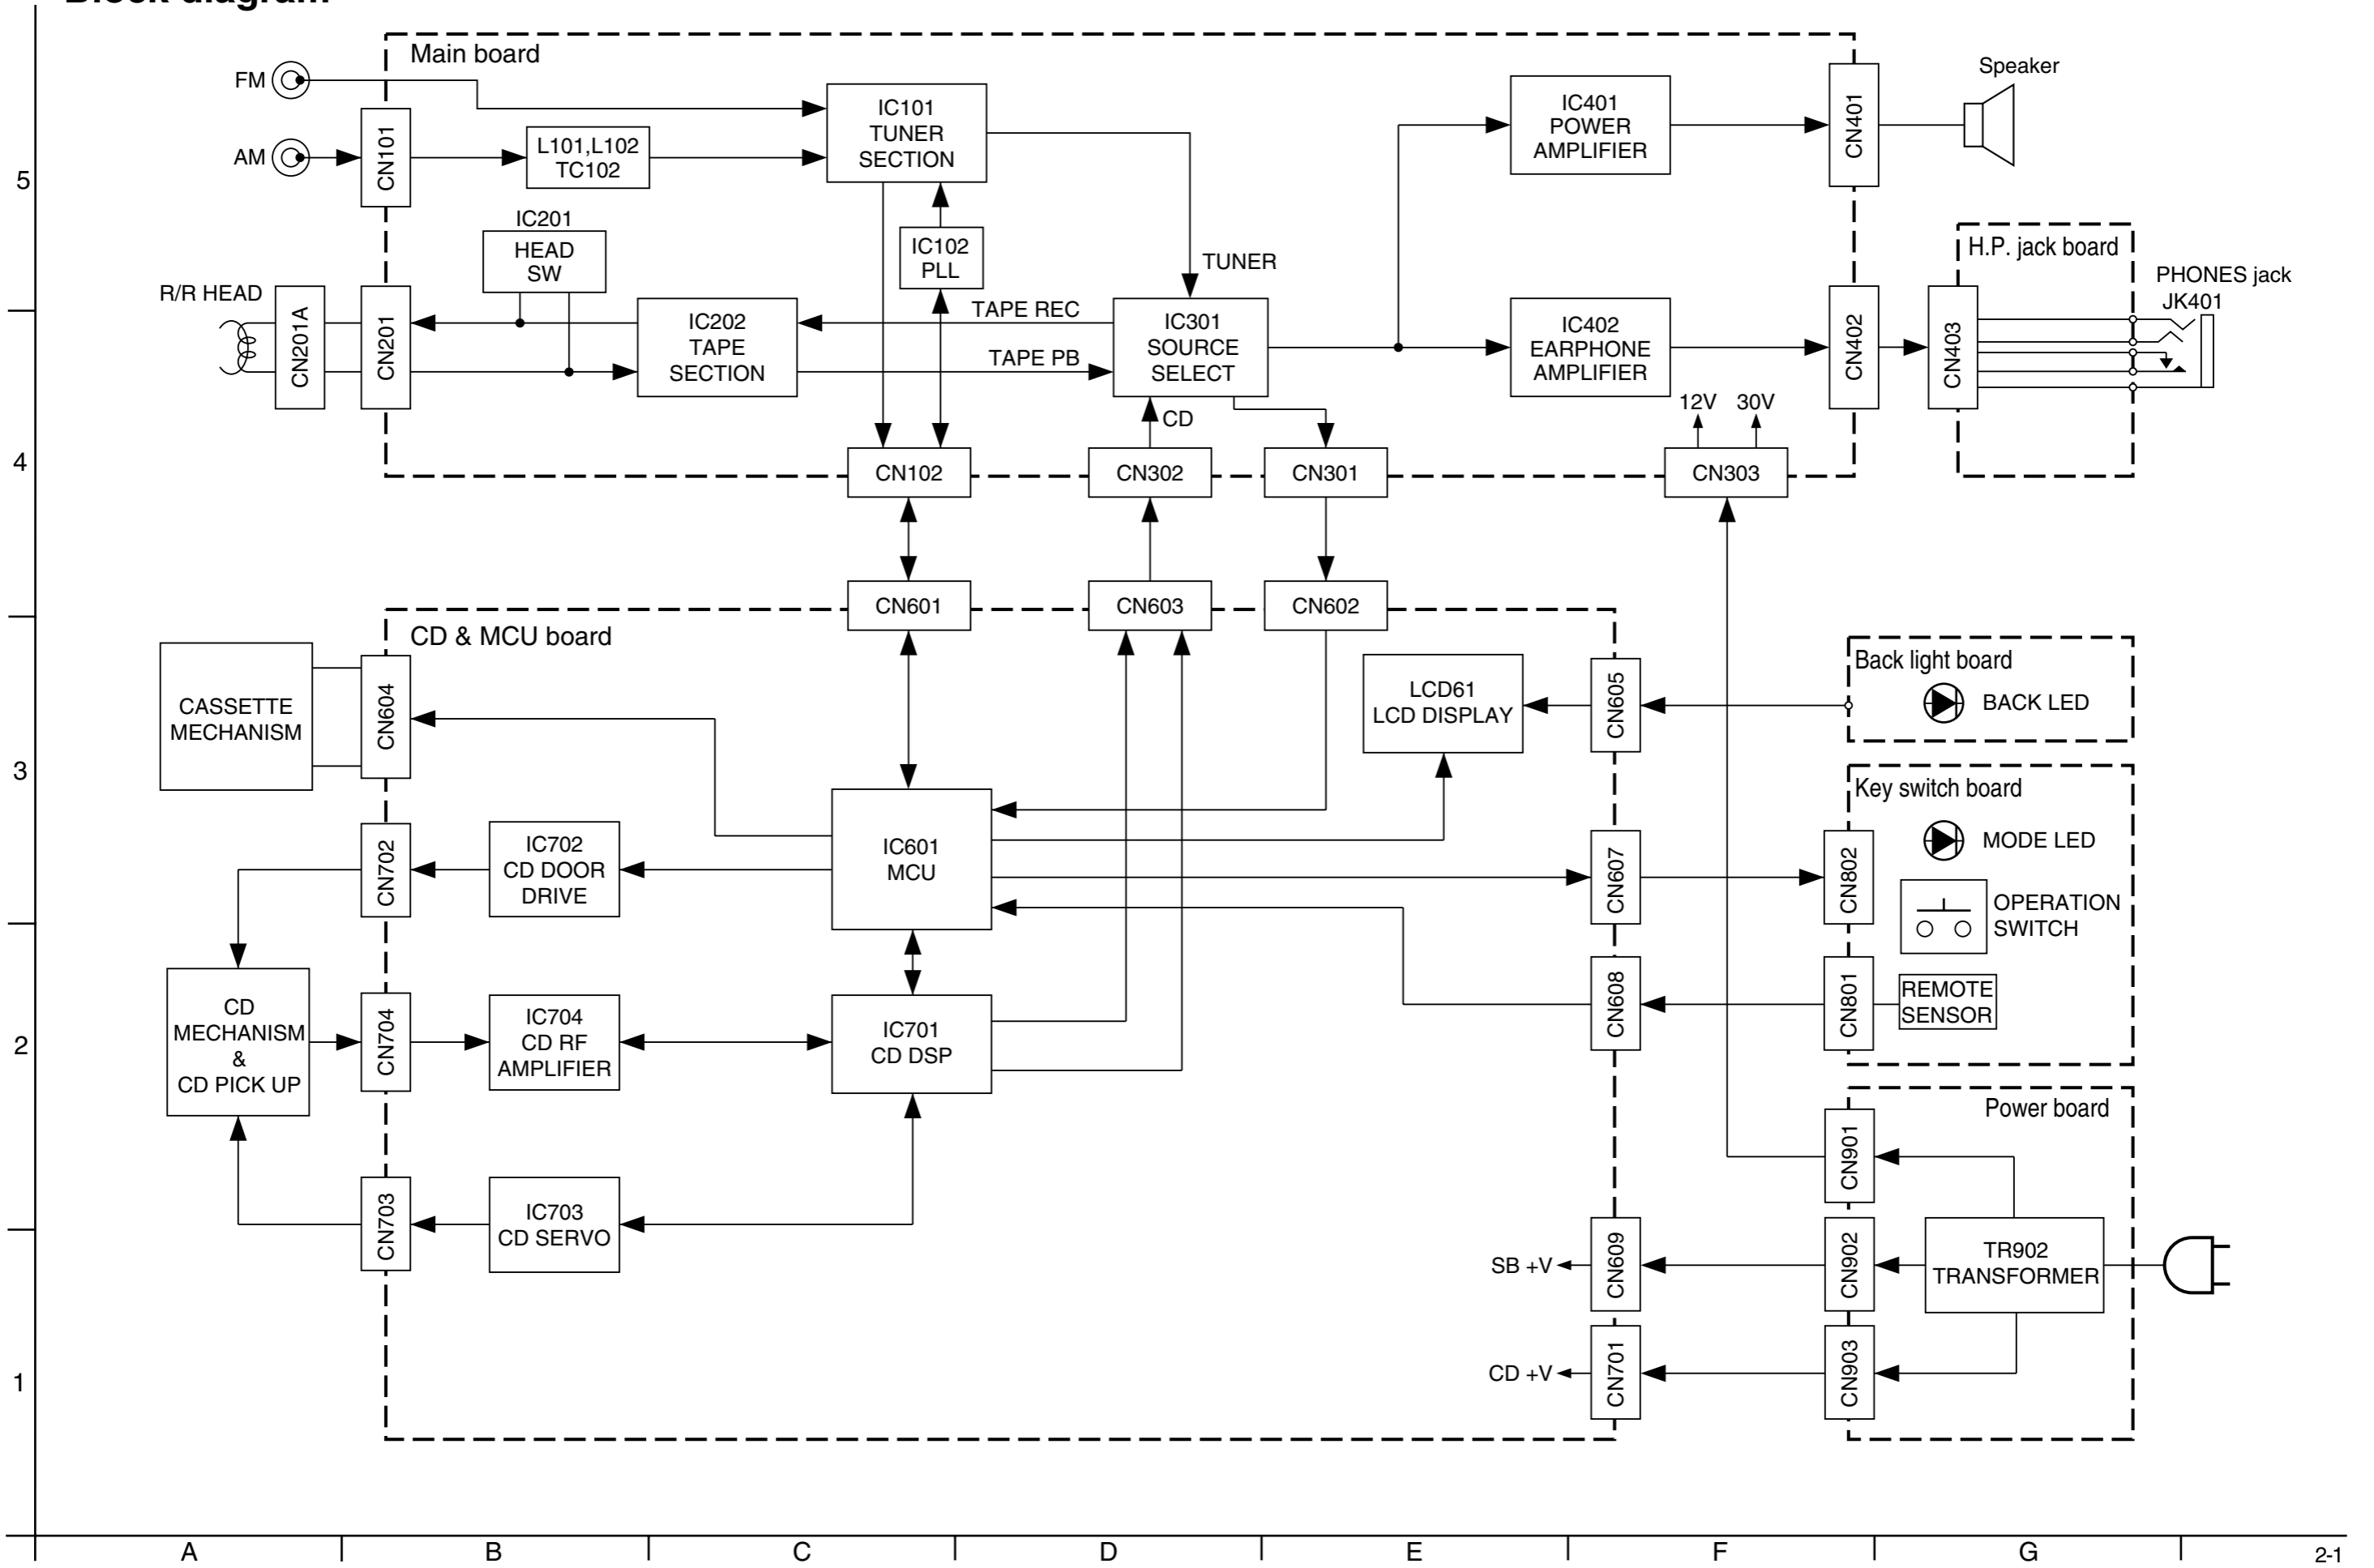 Block diagram
Main board
FM
AM
CN101
L101,L102
TC102
IC101
TUNER
SECTION
IC401
POWER
AMPLIFIER
CN401
Speaker
5
IC201
HEAD
SW
IC102
PLL
TUNER
H.P. jack board
PHONES jack
JK401
R/R HEAD
CN201A
CN201
IC202
TAPE
SECTION
TAPE REC
TAPE PB
IC301
SOURCE
SELECT
IC402
EARPHONE
AMPLIFIER
CN402
CN403
CD
12V
30V
4
CN102
CN302
CN301
CN303
CN601
CN603
CN602
CD & MCU board
CASSETTE
MECHANISM
CN604
LCD61
LCD DISPLAY
CN605
Back light board
BACK LED
3
Key switch board
MODE LED
OPERATION
SWITCH
CN702
IC702
CD DOOR
DRIVE
IC601
MCU
CN607
CN802
CD
MECHANISM
&
CD PICK UP
CN704
IC704
CD RF
AMPLIFIER
IC701
CD DSP
CN608
CN801
REMOTE
SENSOR
2
Power board
CN901
CN703
IC703
CD SERVO
SB +V
CN609
CN902
TR902
TRANSFORMER
CD +V
CN701
CN903
1
A
B
C
D
E
F
G
2-1